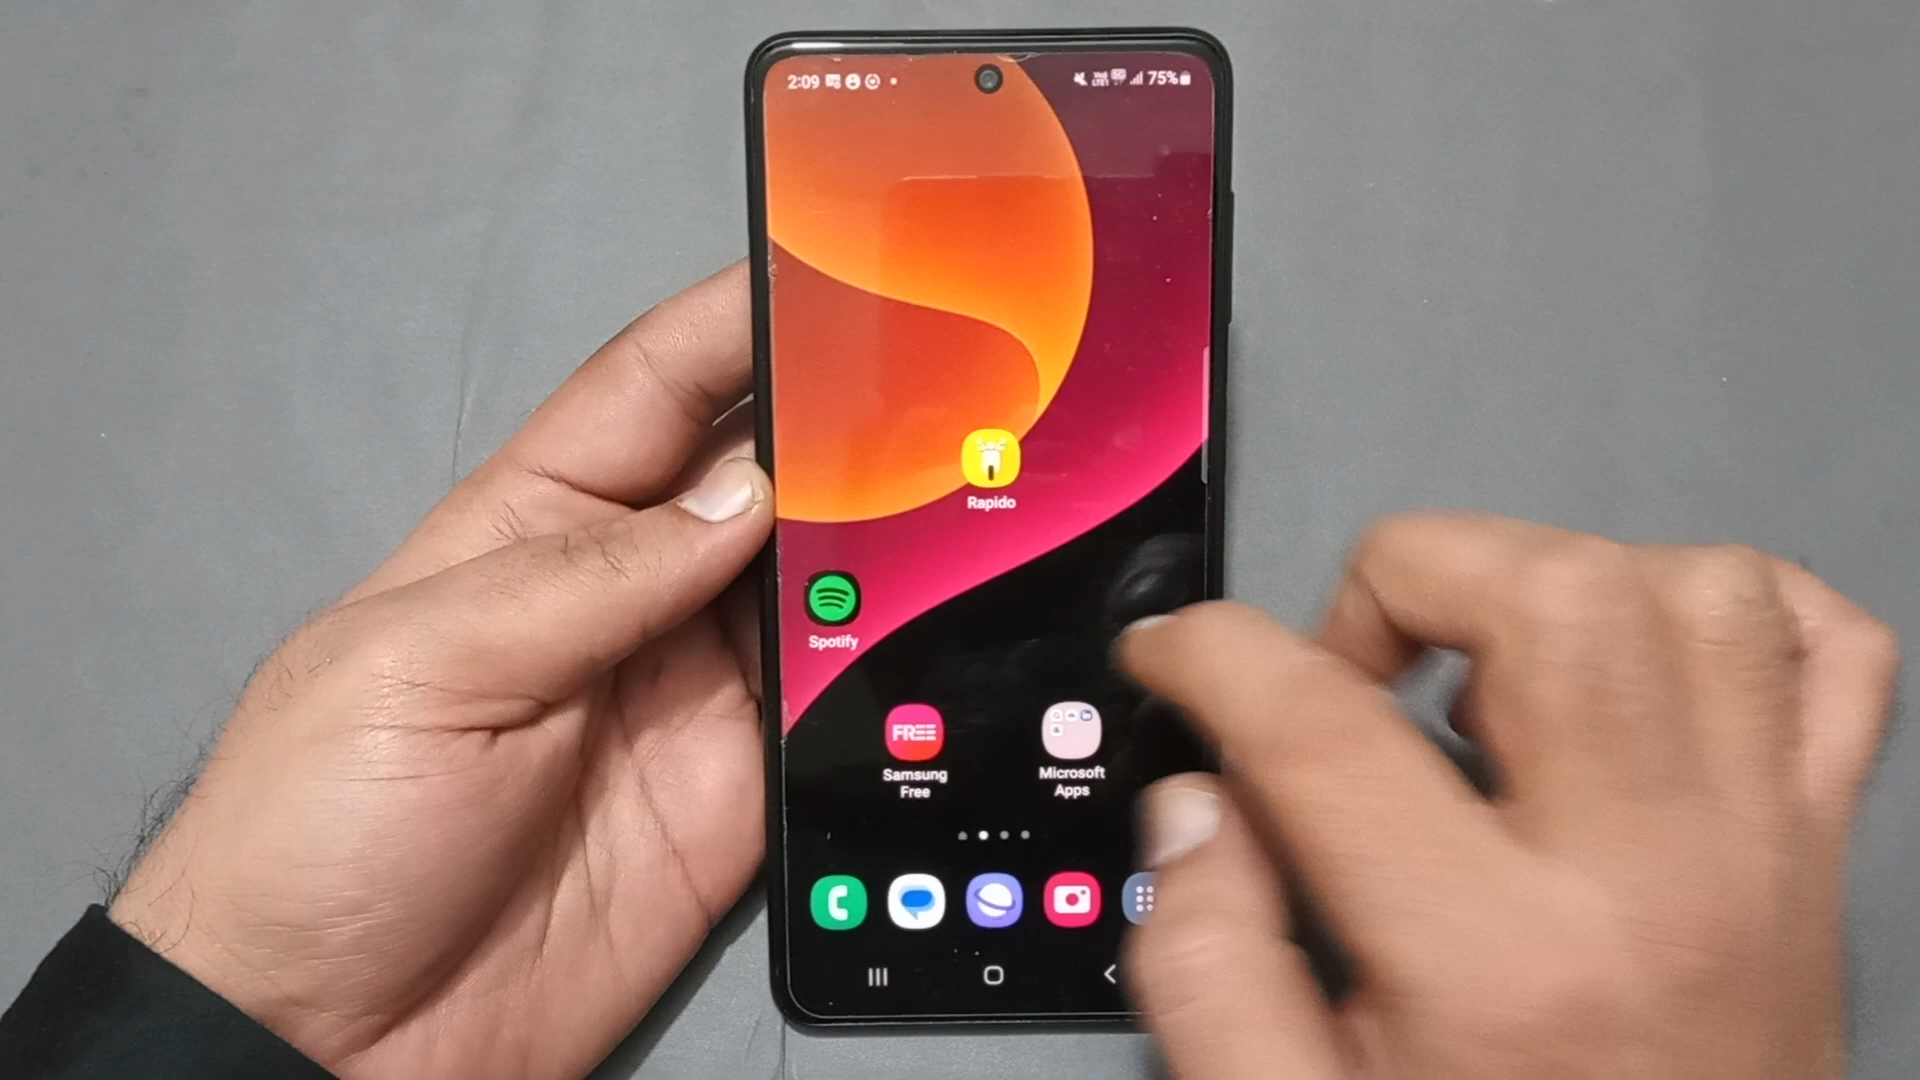 2:09
75%
Rapido
Spotify
FREE
Samsung
Free
Microsoft
Apps